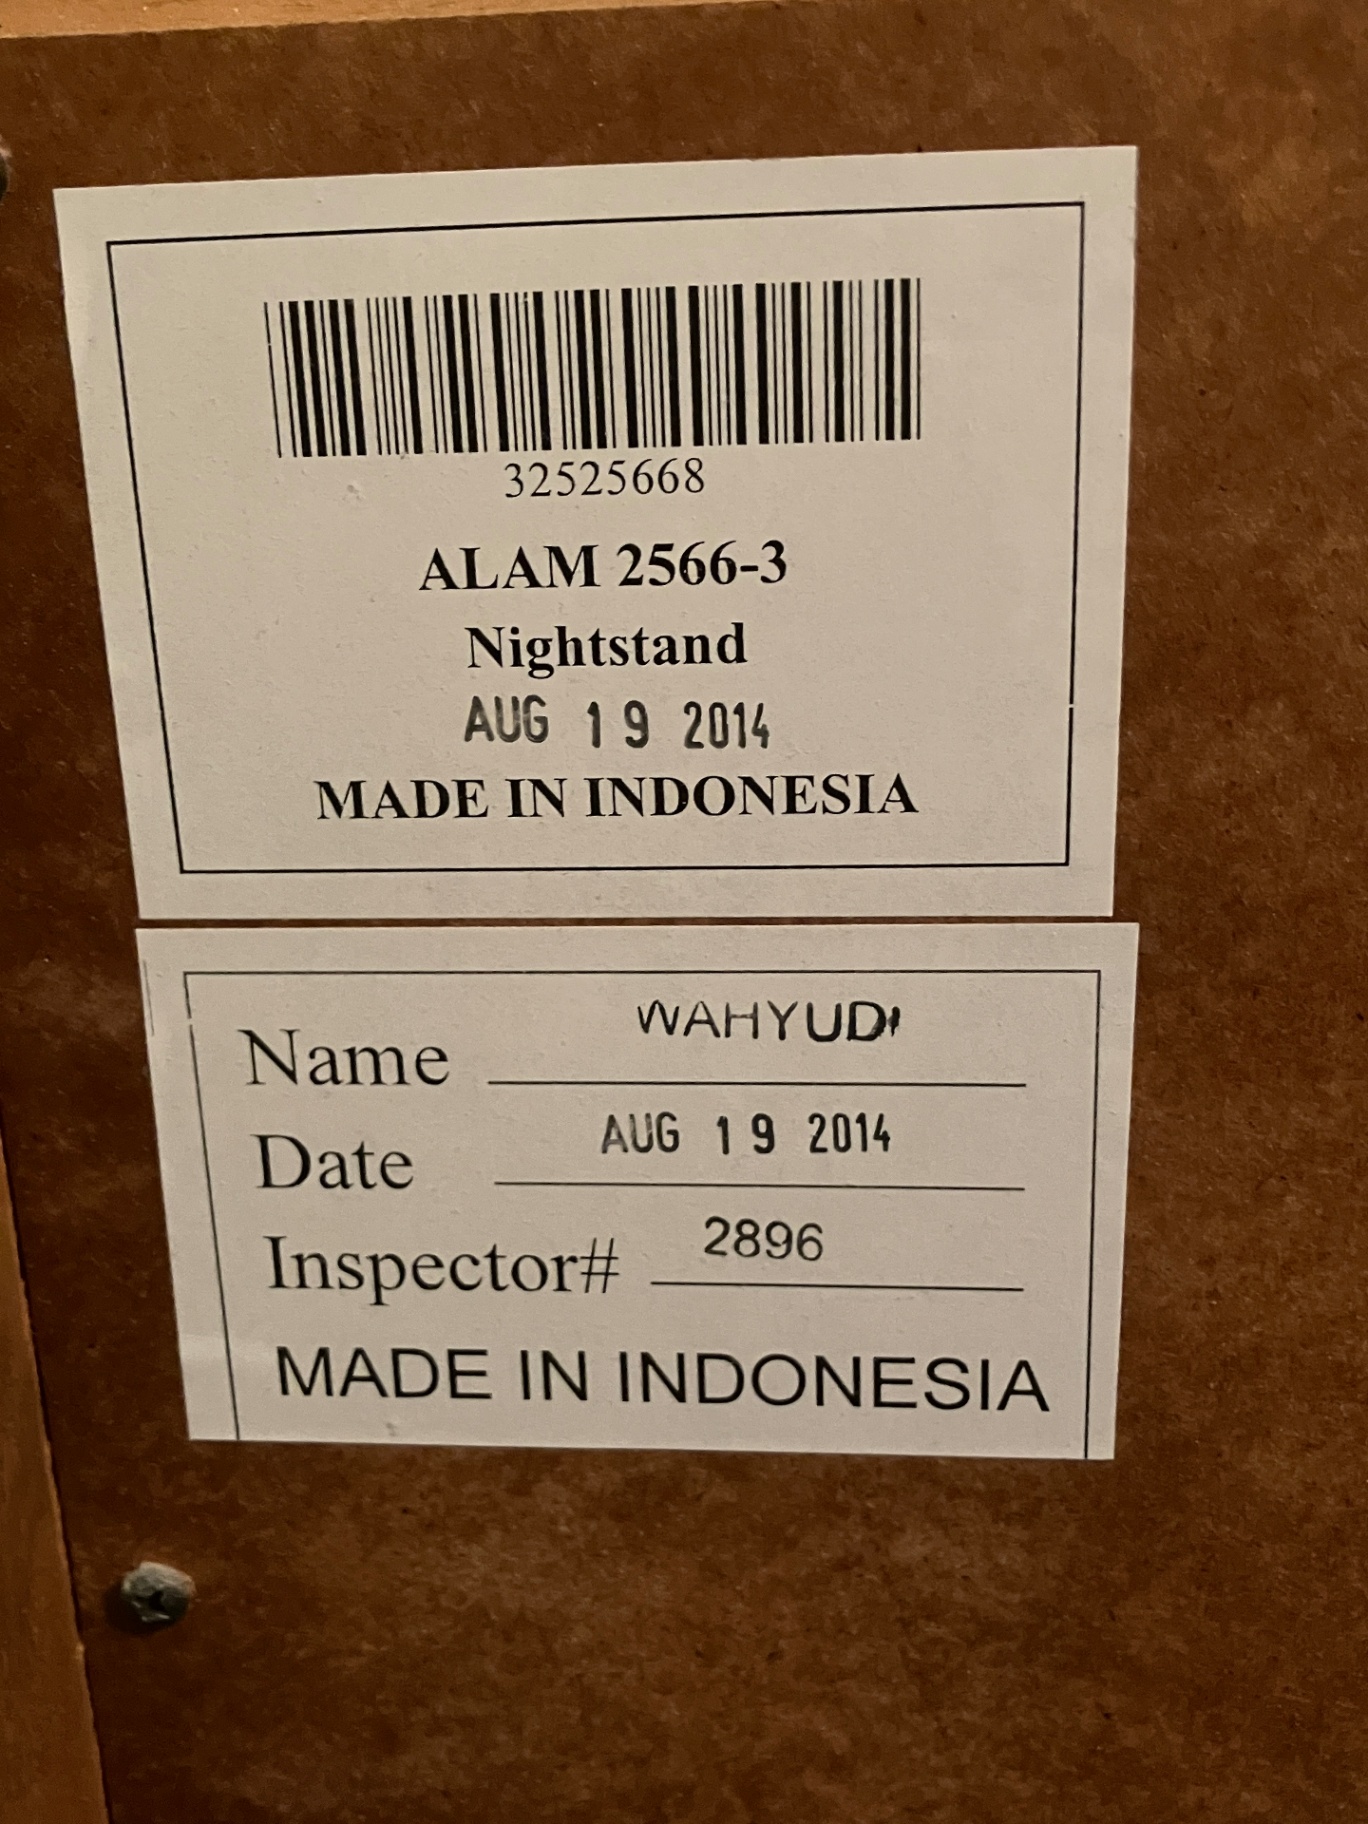 32525668
ALAM 2566-3
Nightstand
AUG 19 2014
MADE IN INDONESIA
Name WAHYUDI
Date AUG 19 2014
Inspector# 2896
MADE IN INDONESIA